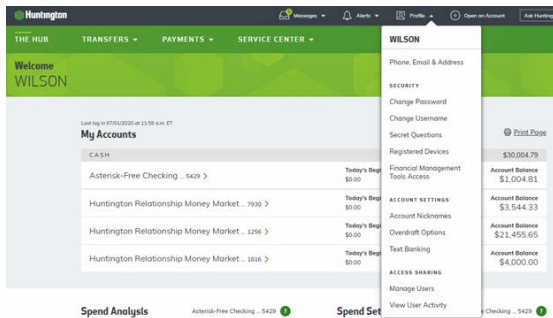 Huntington
Messages
Alerts
Profile
Open an Account
Ask Hunting
THE HUB
TRANSFERS
PAYMENTS
SERVICE CENTER
WILSON
Welcome
WILSON
Phone, Email & Address
SECURITY
Change Password
Change Username
Secret Questions
Registered Devices
Financial Management
Tools Access
ACCOUNT SETTINGS
Account Nicknames
Overdraft Options
Text Banking
ACCESS SHARING
Manage Users
View User Activity
Last log in 07/01/2020 at 11:58 a.m. ET
My Accounts
Print Page
CASH
$30,004.79
Asterisk-Free Checking ... 5429 >
Today's Begi
$0.00
Account Balance
$1,004.81
Huntington Relationship Money Market ... 7930 >
Today's Begi
$0.00
Account Balance
$3,544.33
Huntington Relationship Money Market ... 1256 >
Today's Begi
$0.00
Account Balance
$21,455.65
Huntington Relationship Money Market ... 1816 >
Today's Begi
$0.00
Account Balance
$4,000.00
Spend Analysis
Asterisk-Free Checking ... 5429 ?
Spend Set
Checking ... 5429 ?